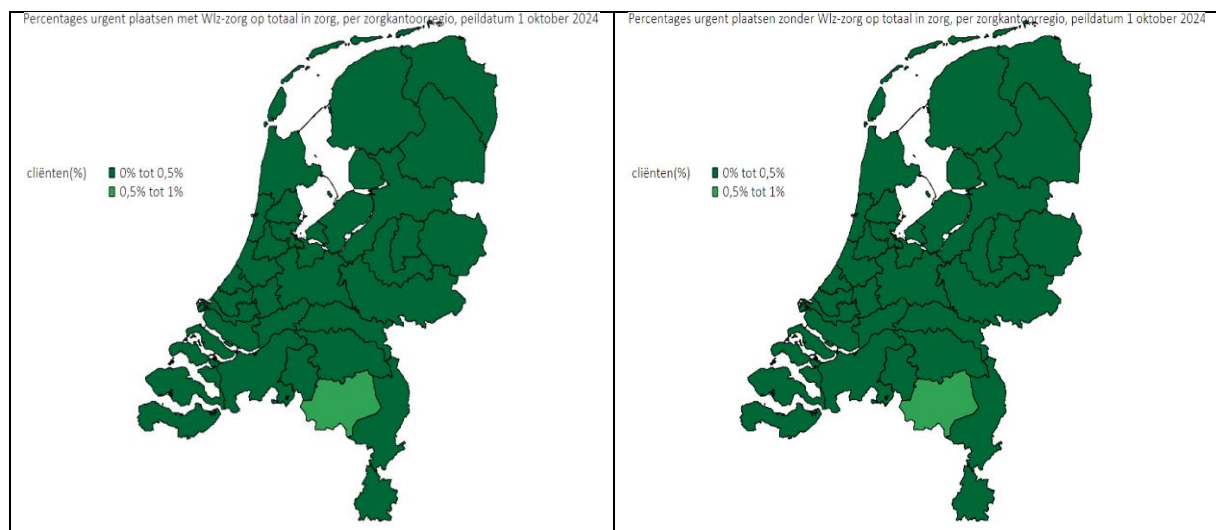 Percentages urgent plaatsen met Wlz-zorg op totaal in zorg, per zorgkantoorregio, peildatum 1 oktober 2024
cliënten(%)
0% tot 0,5%
0,5% tot 1%
Percentages urgent plaatsen zonder Wlz-zorg op totaal in zorg, per zorgkantoorregio, peildatum 1 oktober 2024
cliënten(%)
0% tot 0,5%
0,5% tot 1%